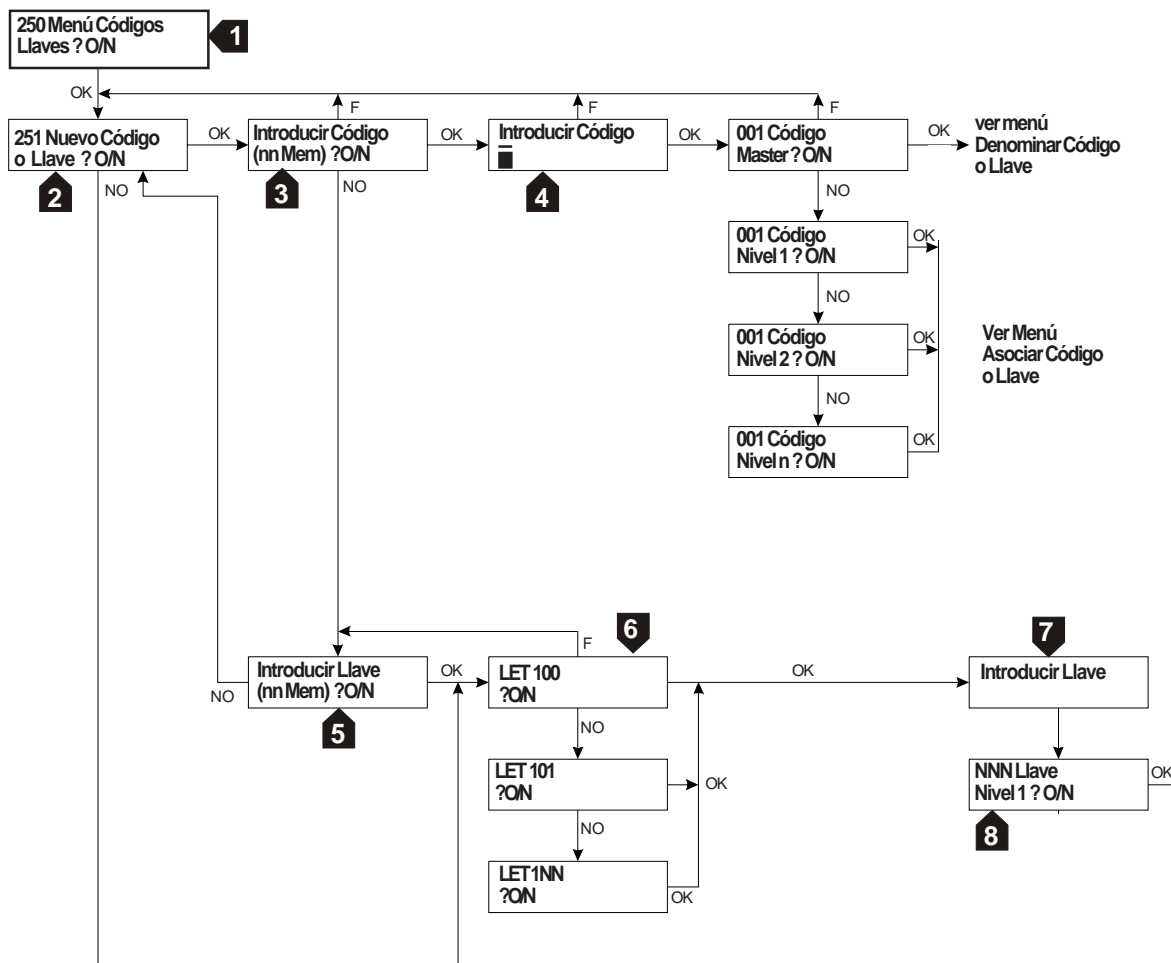 250 Menú Códigos
Llaves ? O/N
1
OK
F
F
F
251 Nuevo Código
o Llave ? O/N
OK
Introducir Código
(nn Mem) ?O/N
OK
Introducir Código
OK
001 Código
Master ? O/N
OK
ver menú
Denominar Código
o Llave
2
NO
3
NO
4
NO
001 Código
Nivel 1 ? O/N
OK
NO
001 Código
Nivel 2 ? O/N
OK
Ver Menú
Asociar Código
o Llave
NO
001 Código
Nivel n ? O/N
OK
6
7
F
Introducir Llave
(nn Mem) ?O/N
NO
OK
LET 100
?O/N
OK
Introducir Llave
5
NO
LET 101
?O/N
OK
NNN Llave
Nivel 1 ? O/N
OK
NO
8
LET 1NN
?O/N
OK